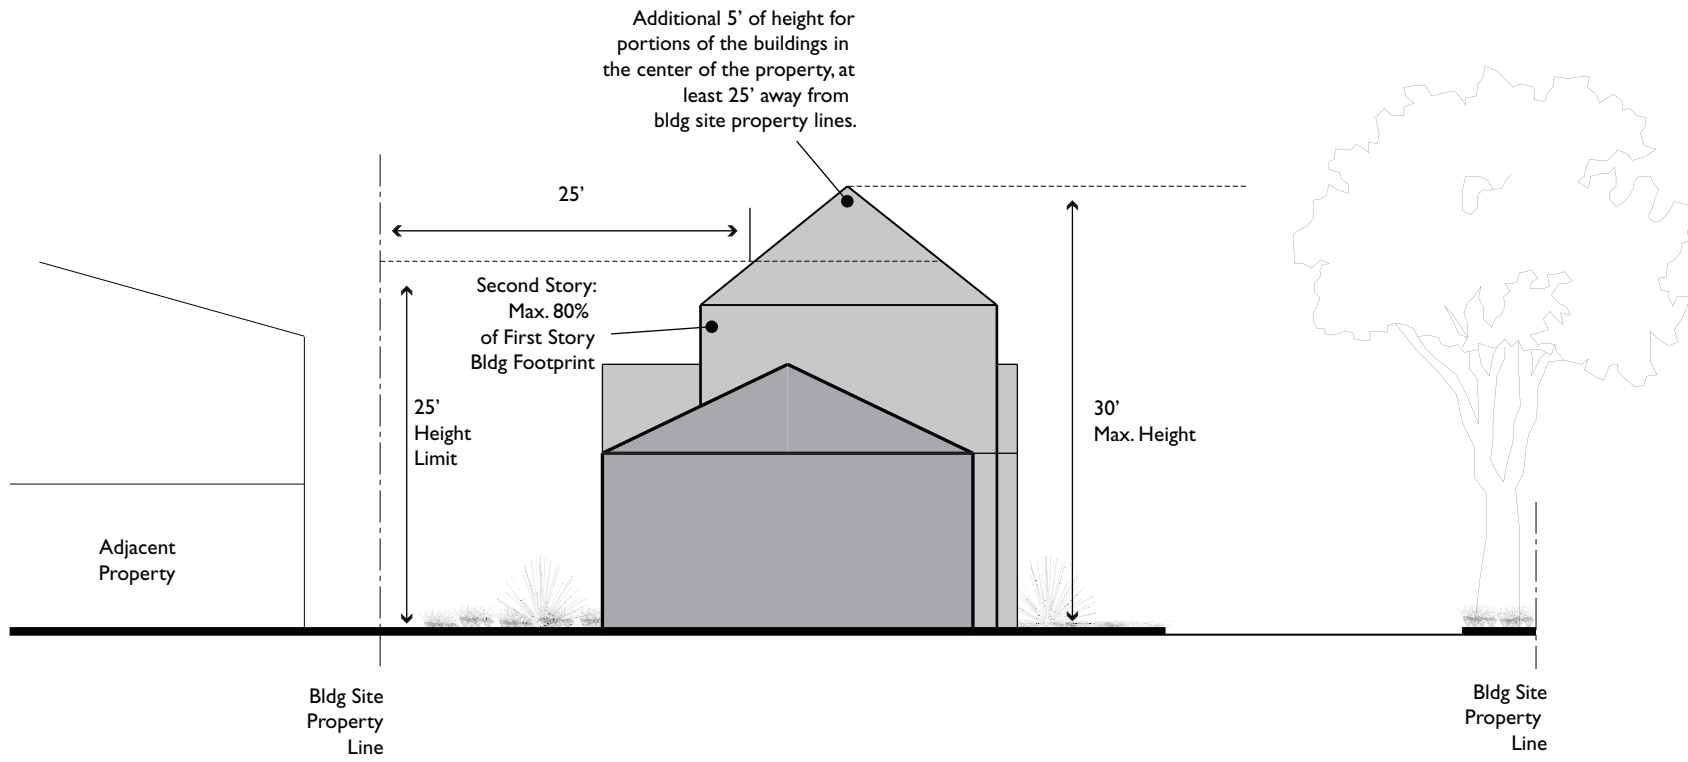 Additional 5’ of height for
portions of the buildings in
the center of the property, at
least 25’ away from
bldg site property lines.
25’
Second Story:
Max. 80%
of First Story
Bldg Footprint
25’
Height
Limit
30’
Max. Height
Adjacent
Property
Bldg Site
Property
Line
Bldg Site
Property
Line